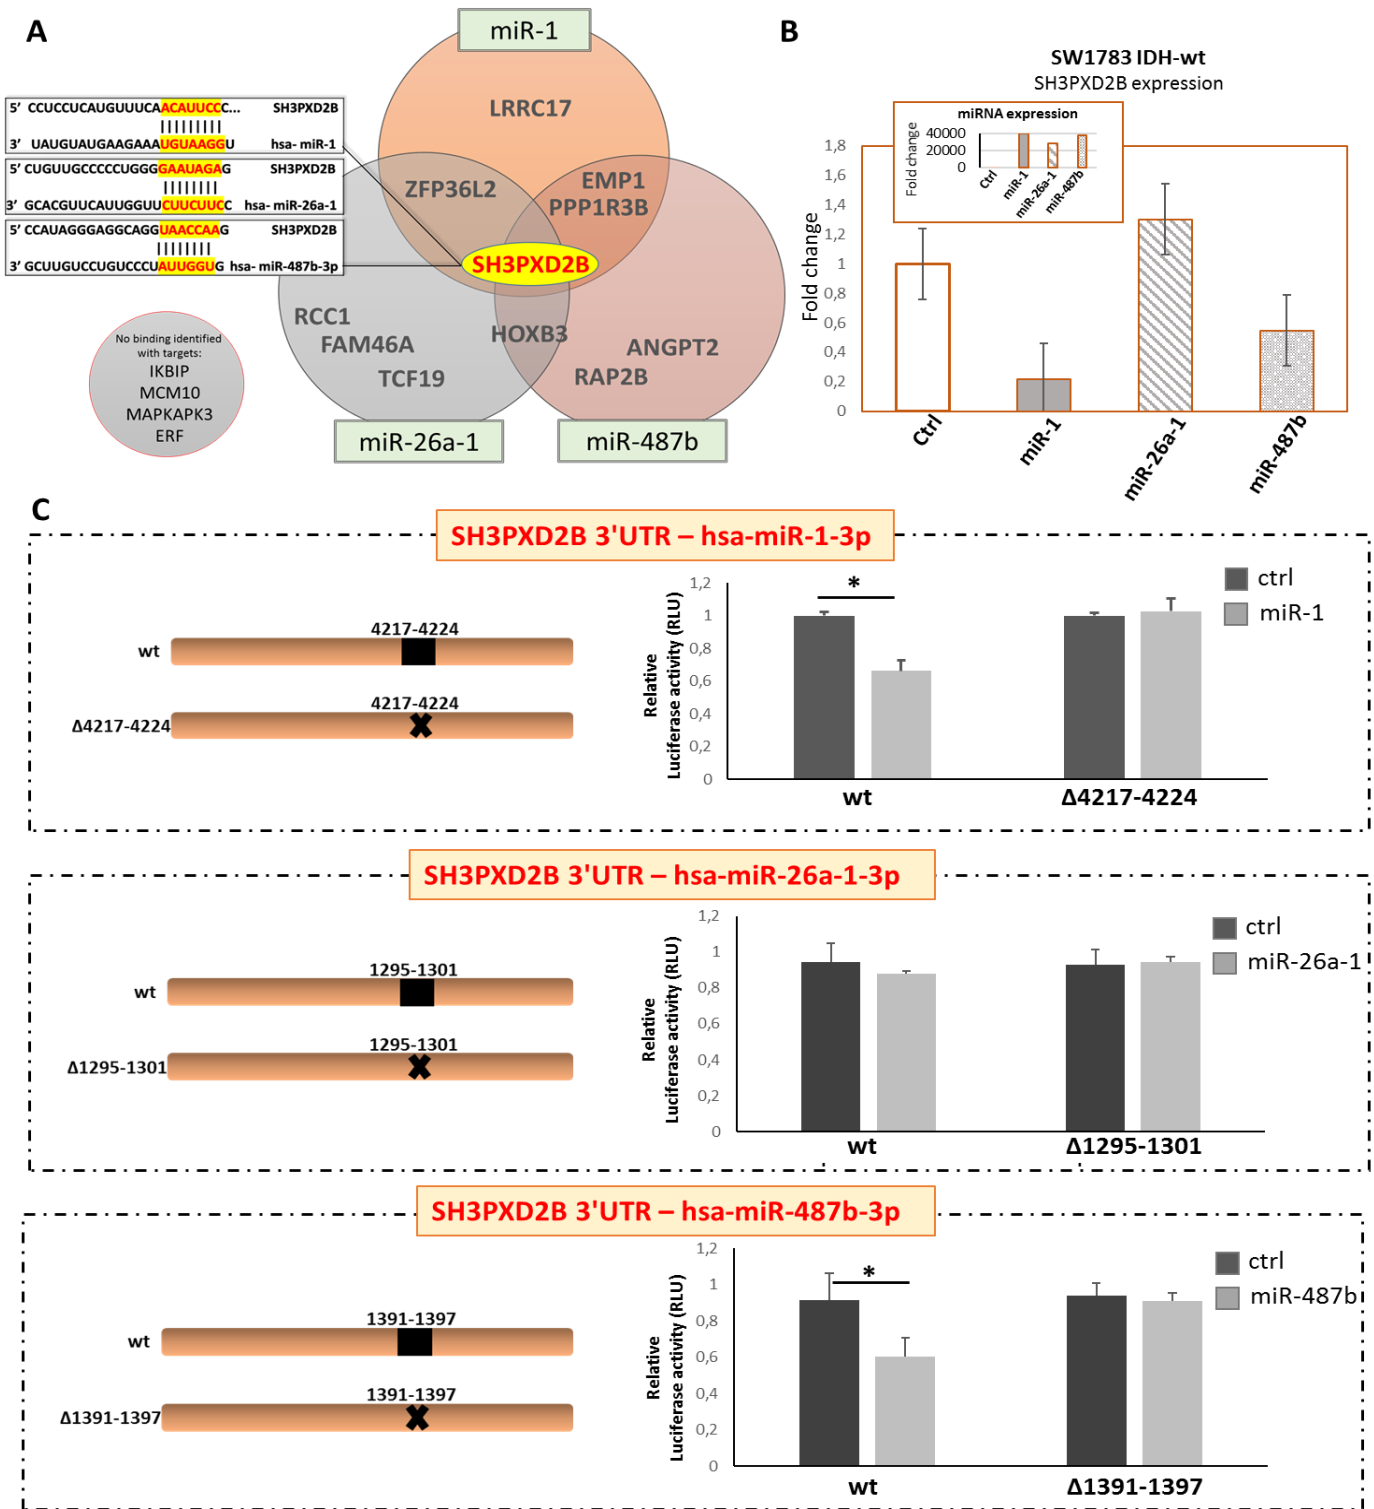 A
miR-1
5' CCUCCUCAUGUUUCAACAUUCCC... SH3PXD2B
3' UAUGUAUGAAGAAAUGUAAGGU hsa- miR-1
5' CUGUUGCCCCCUGGGGAAUAGAG SH3PXD2B
3' GCACGUUCAUUGGUUCUUCUUCC hsa- miR-26a-1
5' CCAUAGGGAGGCAGGUAACCAAG SH3PXD2B
3' GCUUGUCCUGUCCCUAUUGGUG hsa- miR-487b-3p
LRRC17
ZFP36L2
EMP1
PPP1R3B
SH3PXD2B
RCC1
FAM46A
TCF19
HOXB3
ANGPT2
RAP2B
miR-26a-1
miR-487b
No binding identified
with targets:
IKBIP
MCM10
MAPKAPK3
ERF
B
SW1783 IDH-wt
SH3PXD2B expression
miRNA expression
Fold change
40000
20000
0
Ctrl
miR-1
miR-26a-1
miR-487b
Fold change
1,8
1,6
1,4
1,2
1
0,8
0,6
0,4
0,2
0
Ctrl
miR-1
miR-26a-1
miR-487b
C
SH3PXD2B 3'UTR – hsa-miR-1-3p
wt
4217-4224
Δ4217-4224
4217-4224
Relative
Luciferase activity (RLU)
1,2
1
0,8
0,6
0,4
0,2
0
*
wt
Δ4217-4224
ctrl
miR-1
SH3PXD2B 3'UTR – hsa-miR-26a-1-3p
wt
1295-1301
Δ1295-1301
1295-1301
Relative
Luciferase activity (RLU)
1,2
1
0,8
0,6
0,4
0,2
0
wt
Δ1295-1301
ctrl
miR-26a-1
SH3PXD2B 3'UTR – hsa-miR-487b-3p
wt
1391-1397
Δ1391-1397
1391-1397
Relative
Luciferase activity (RLU)
1,2
1
0,8
0,6
0,4
0,2
0
*
wt
Δ1391-1397
ctrl
miR-487b